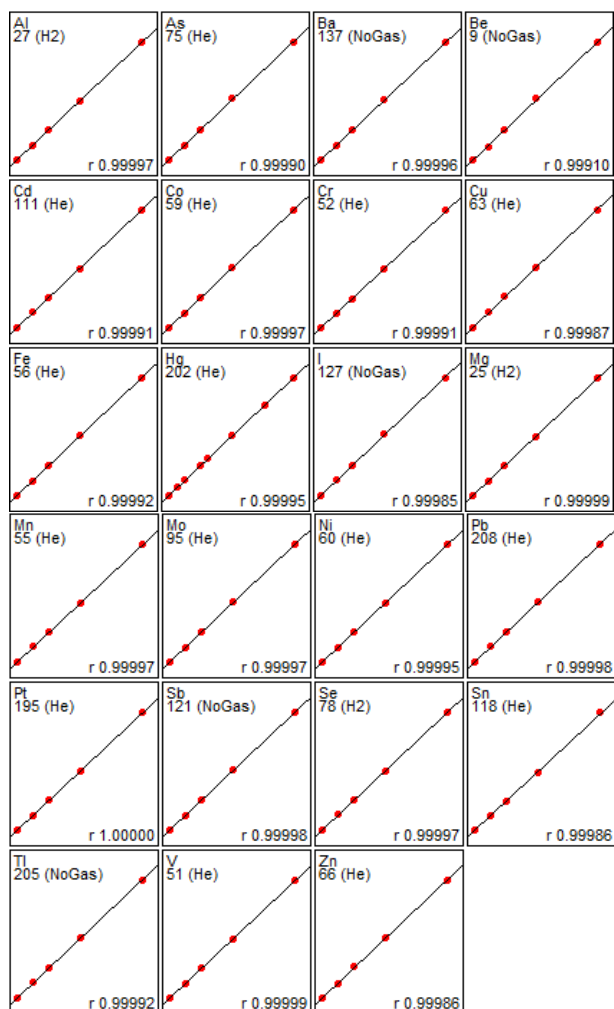 Al
27 (H2)
r 0.99997
As
75 (He)
r 0.99990
Ba
137 (NoGas)
r 0.99996
Be
9 (NoGas)
r 0.99910
Cd
111 (He)
r 0.99991
Co
59 (He)
r 0.99997
Cr
52 (He)
r 0.99991
Cu
63 (He)
r 0.99987
Fe
56 (He)
r 0.99992
Hg
202 (He)
r 0.99995
I
127 (NoGas)
r 0.99985
Mg
25 (H2)
r 0.99999
Mn
55 (He)
r 0.99997
Mo
95 (He)
r 0.99997
Ni
60 (He)
r 0.99995
Pb
208 (He)
r 0.99998
Pt
195 (He)
r 1.00000
Sb
121 (NoGas)
r 0.99998
Se
78 (H2)
r 0.99997
Sn
118 (He)
r 0.99986
Tl
205 (NoGas)
r 0.99992
V
51 (He)
r 0.99999
Zn
66 (He)
r 0.99986